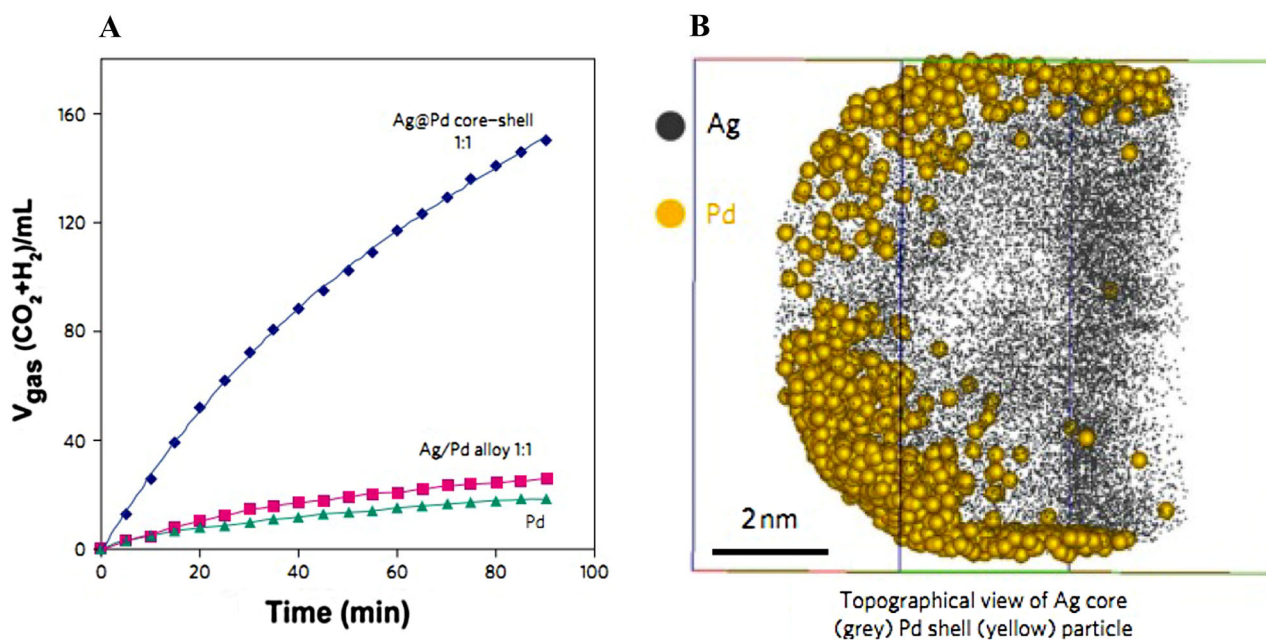 A
B
160
120
80
40
0
0
20
40
60
80
100
Vgas (CO2+H2)/mL
Time (min)
Ag@Pd core–shell
1:1
Ag/Pd alloy 1:1
Pd
Ag
Pd
2 nm
Topographical view of Ag core
(grey) Pd shell (yellow) particle